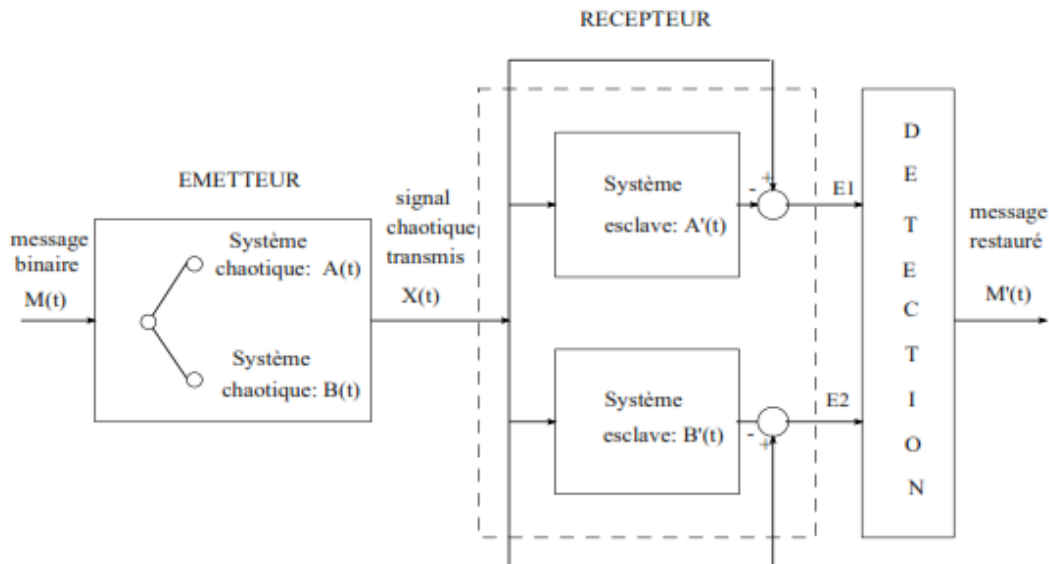 RECEPTEUR
EMETTEUR
message
binaire
M(t)
Système
chaotique: A(t)
Système
chaotique: B(t)
signal
chaotique
transmis
X(t)
Système
esclave: A'(t)
- +
E1
Système
esclave: B'(t)
- +
E2
D
E
T
E
C
T
I
O
N
message
restauré
M'(t)